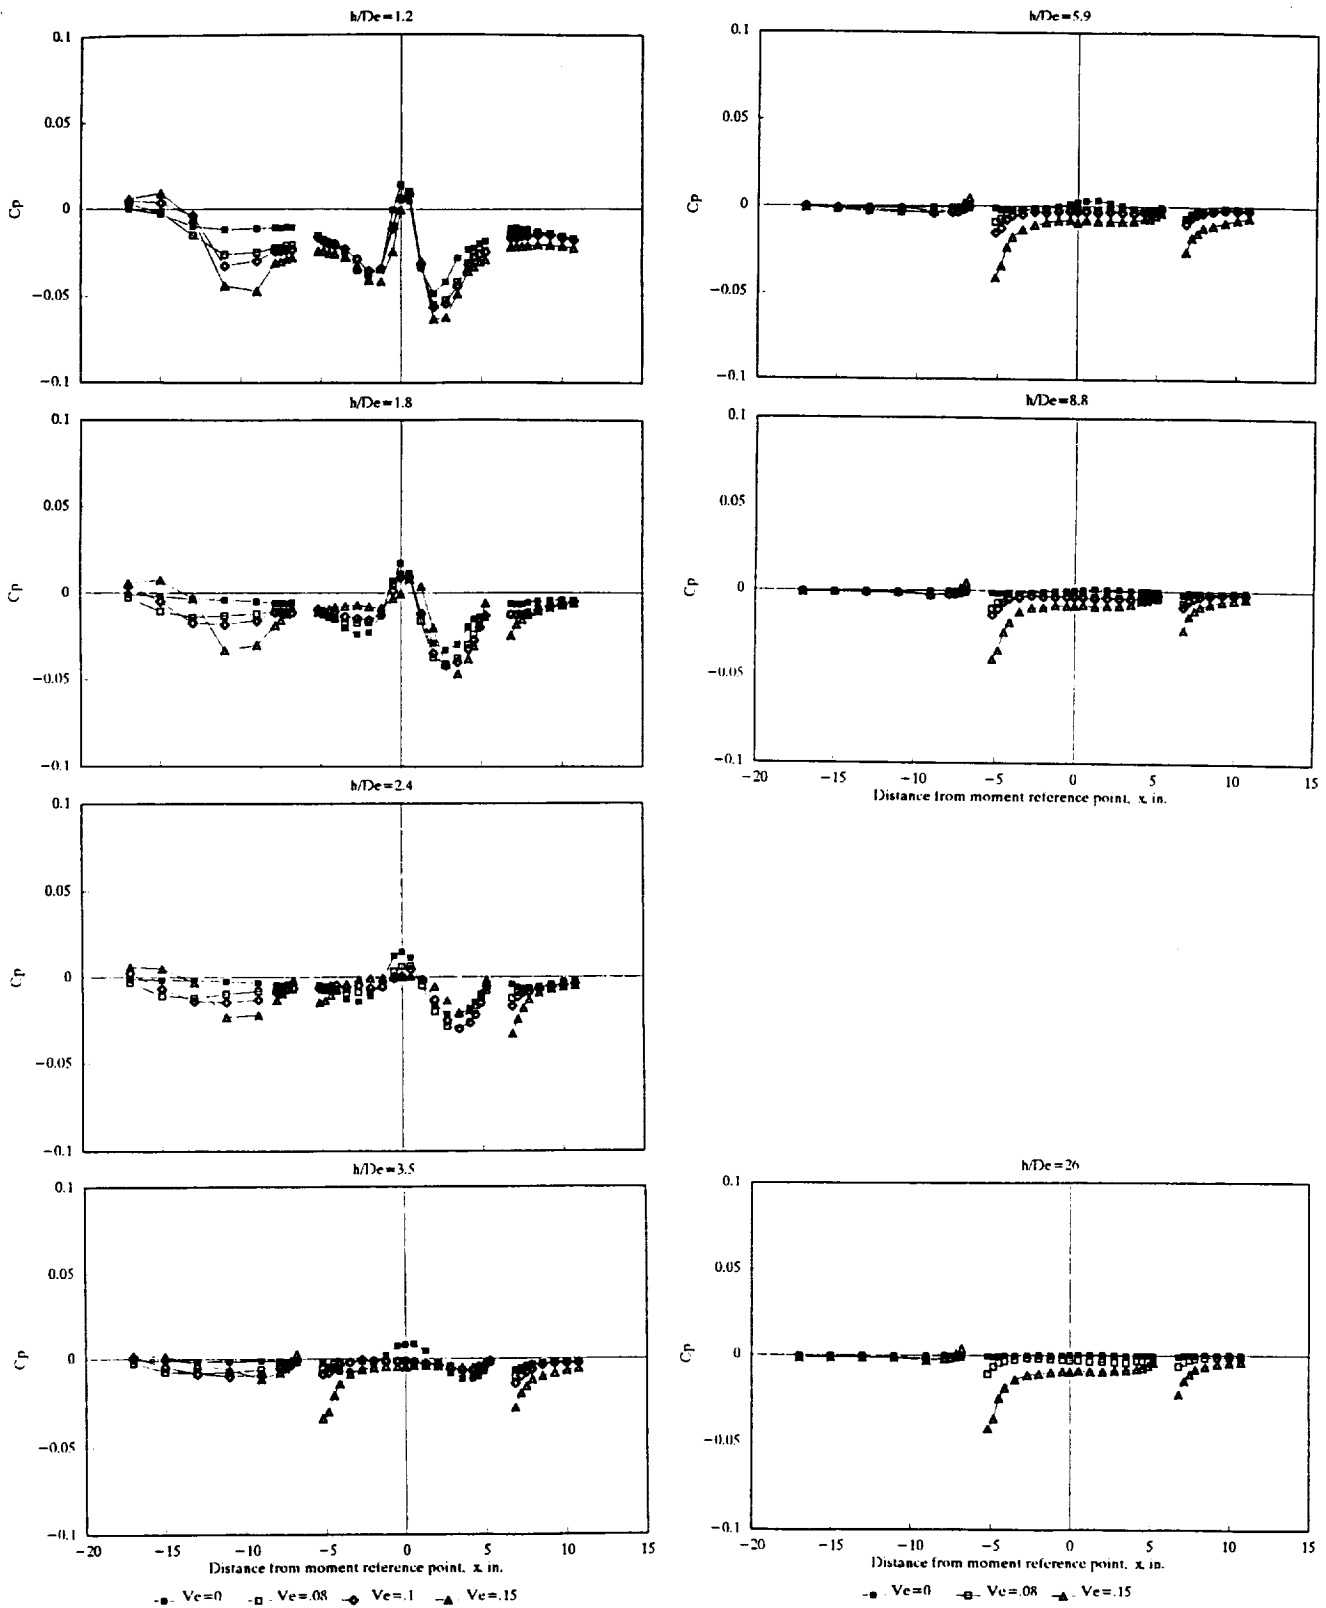 h/De=1.2
0.1
0.05
0
−0.05
−0.1
Cp
h/De=1.8
0.1
0.05
0
−0.05
−0.1
Cp
h/De=2.4
0.1
0.05
0
−0.05
−0.1
Cp
h/De=3.5
0.1
0.05
0
−0.05
−0.1
Cp
−20 −15 −10 −5 0 5 10 15
Distance from moment reference point, x, in.
Ve=0 Ve=.08 Ve=.1 Ve=.15
h/De=5.9
0.1
0.05
0
−0.05
−0.1
Cp
h/De=8.8
0.1
0.05
0
−0.05
−0.1
Cp
−20 −15 −10 −5 0 5 10 15
Distance from moment reference point, x, in.
h/De=26
0.1
0.05
0
−0.05
−0.1
Cp
−20 −15 −10 −5 0 5 10 15
Distance from moment reference point, x, in.
Ve=0 Ve=.08 Ve=.15